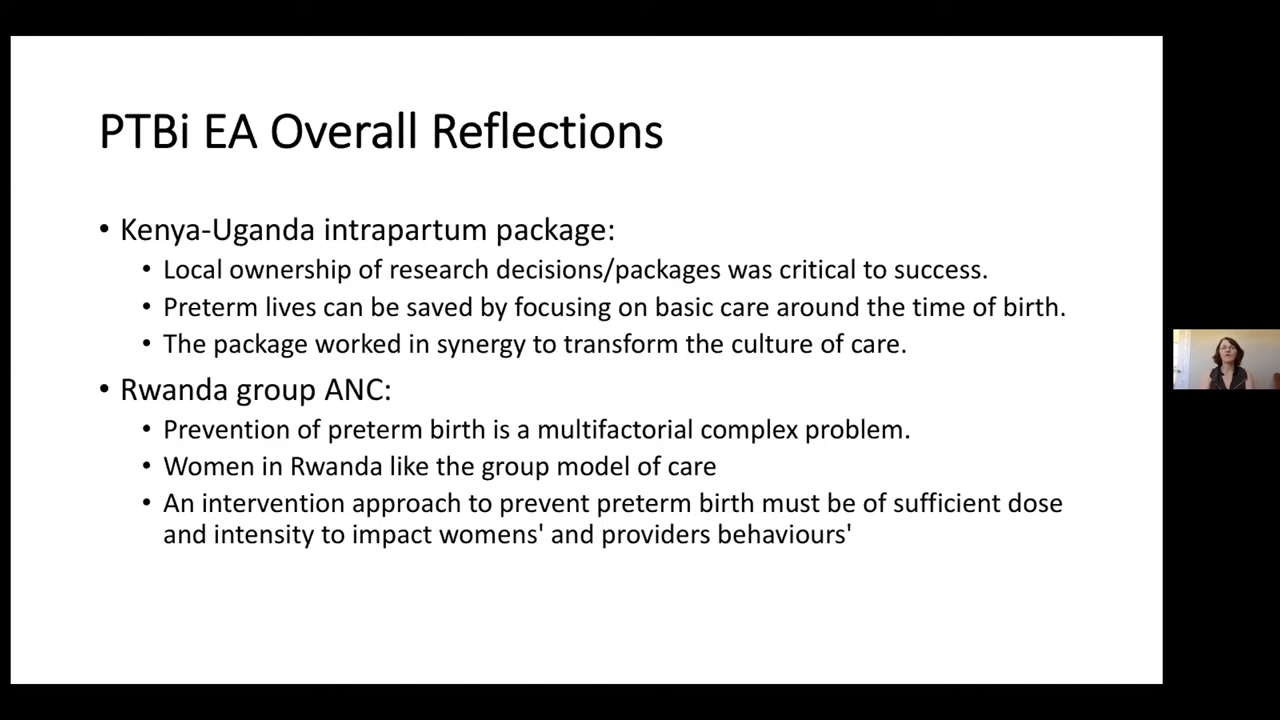 PTBi EA Overall Reflections
• Kenya-Uganda intrapartum package:
• Local ownership of research decisions/packages was critical to success.
• Preterm lives can be saved by focusing on basic care around the time of birth.
• The package worked in synergy to transform the culture of care.
• Rwanda group ANC:
• Prevention of preterm birth is a multifactorial complex problem.
• Women in Rwanda like the group model of care
• An intervention approach to prevent preterm birth must be of sufficient dose
and intensity to impact womens' and providers behaviours'